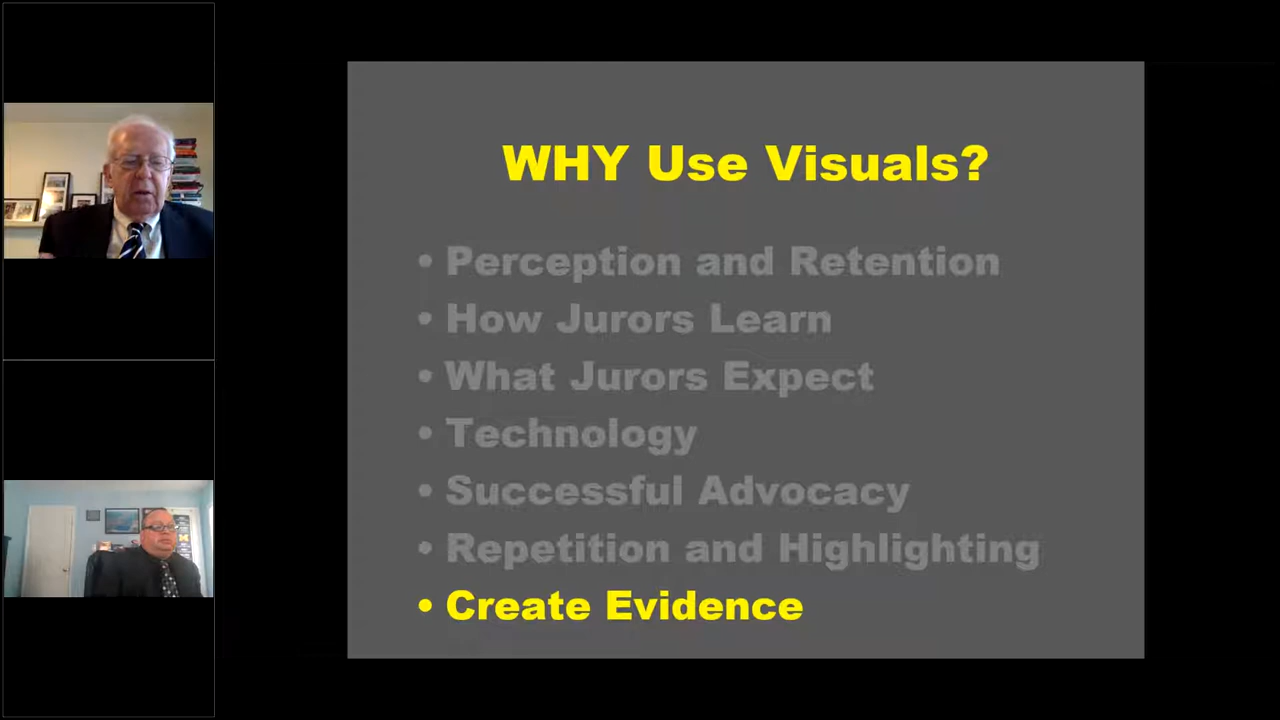 WHY Use Visuals?
• Perception and Retention
• How Jurors Learn
• What Jurors Expect
• Technology
• Successful Advocacy
• Repetition and Highlighting
• Create Evidence
M